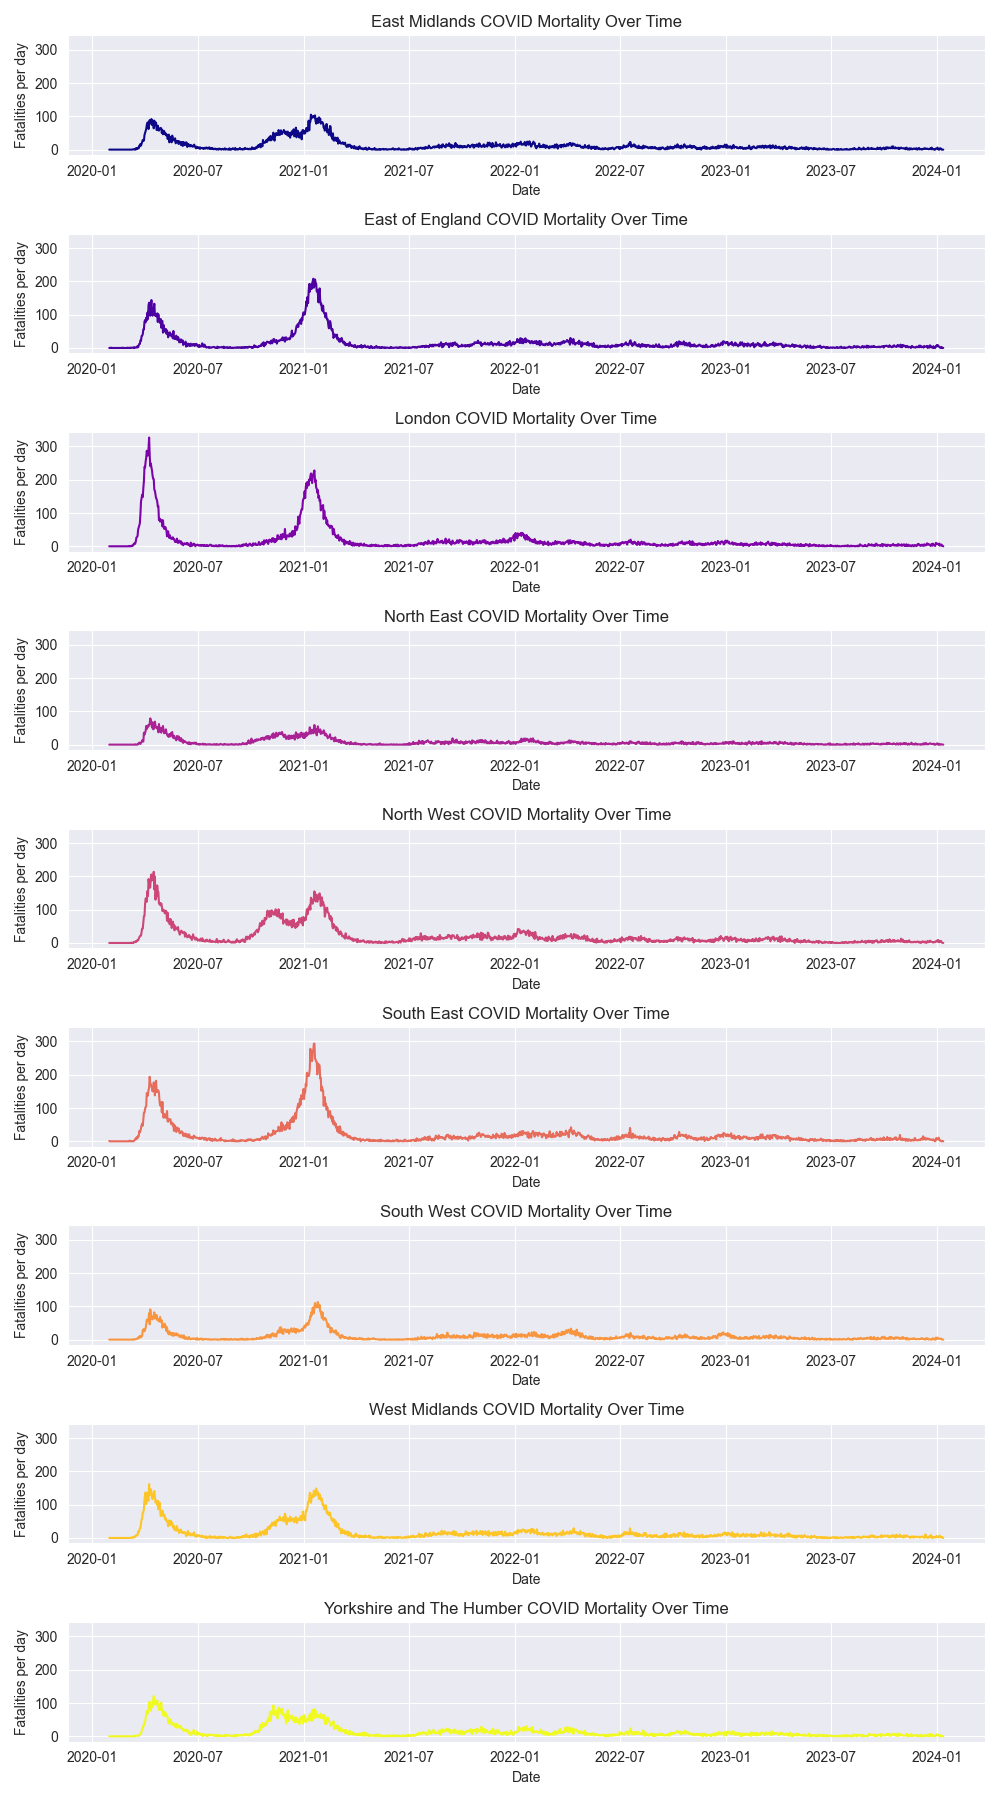 East Midlands COVID Mortality Over Time
Fatalities per day
300
200
100
0
2020-01 2020-07 2021-01 2021-07 2022-01 2022-07 2023-01 2023-07 2024-01
Date
East of England COVID Mortality Over Time
Fatalities per day
300
200
100
0
2020-01 2020-07 2021-01 2021-07 2022-01 2022-07 2023-01 2023-07 2024-01
Date
London COVID Mortality Over Time
Fatalities per day
300
200
100
0
2020-01 2020-07 2021-01 2021-07 2022-01 2022-07 2023-01 2023-07 2024-01
Date
North East COVID Mortality Over Time
Fatalities per day
300
200
100
0
2020-01 2020-07 2021-01 2021-07 2022-01 2022-07 2023-01 2023-07 2024-01
Date
North West COVID Mortality Over Time
Fatalities per day
300
200
100
0
2020-01 2020-07 2021-01 2021-07 2022-01 2022-07 2023-01 2023-07 2024-01
Date
South East COVID Mortality Over Time
Fatalities per day
300
200
100
0
2020-01 2020-07 2021-01 2021-07 2022-01 2022-07 2023-01 2023-07 2024-01
Date
South West COVID Mortality Over Time
Fatalities per day
300
200
100
0
2020-01 2020-07 2021-01 2021-07 2022-01 2022-07 2023-01 2023-07 2024-01
Date
West Midlands COVID Mortality Over Time
Fatalities per day
300
200
100
0
2020-01 2020-07 2021-01 2021-07 2022-01 2022-07 2023-01 2023-07 2024-01
Date
Yorkshire and The Humber COVID Mortality Over Time
Fatalities per day
300
200
100
0
2020-01 2020-07 2021-01 2021-07 2022-01 2022-07 2023-01 2023-07 2024-01
Date